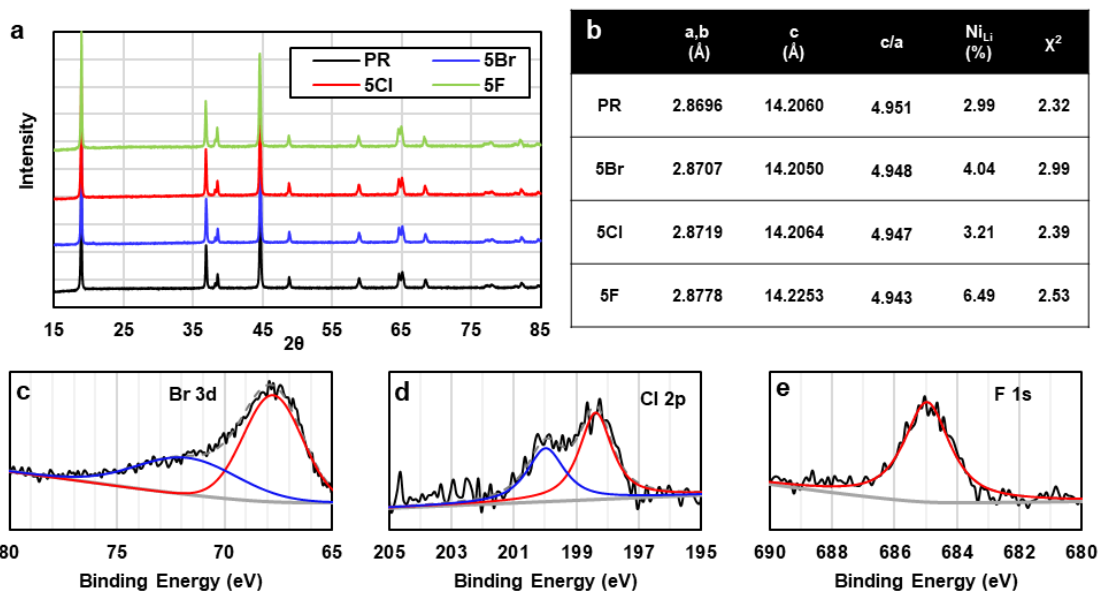 a
PR 5Br
5Cl 5F
Intensity
15 25 35 45 55 65 75 85
2θ
b
a,b (Å) c (Å) c/a NiLi (%) χ²
PR 2.8696 14.2060 4.951 2.99 2.32
5Br 2.8707 14.2050 4.948 4.04 2.99
5Cl 2.8719 14.2064 4.947 3.21 2.39
5F 2.8778 14.2253 4.943 6.49 2.53
c Br 3d
80 75 70 65
Binding Energy (eV)
d Cl 2p
205 203 201 199 197 195
Binding Energy (eV)
e F 1s
690 688 686 684 682 680
Binding Energy (eV)